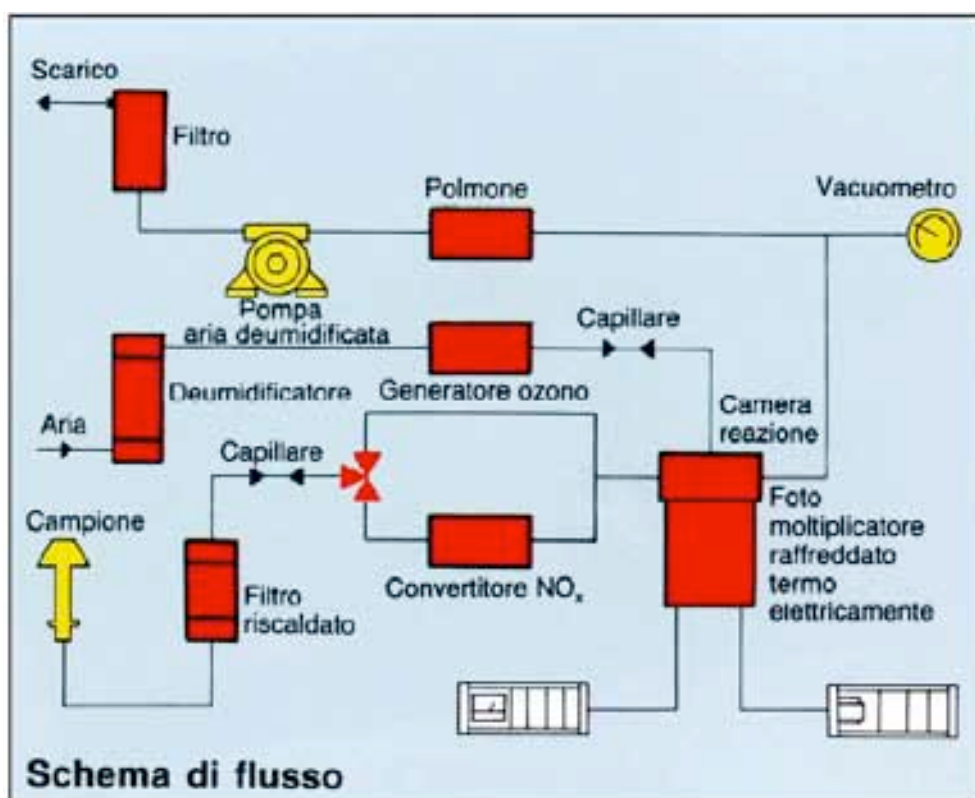 Scarico
Filtro
Polmone
Vacuometro
Pompa
aria deumidificata
Capillare
Deumidificatore
Generatore ozono
Aria
Camera
reazione
Capillare
Campione
Foto
moltiplicatore
raffreddato
termo
elettricamente
Filtro
riscaldato
Convertitore NOx
Schema di flusso